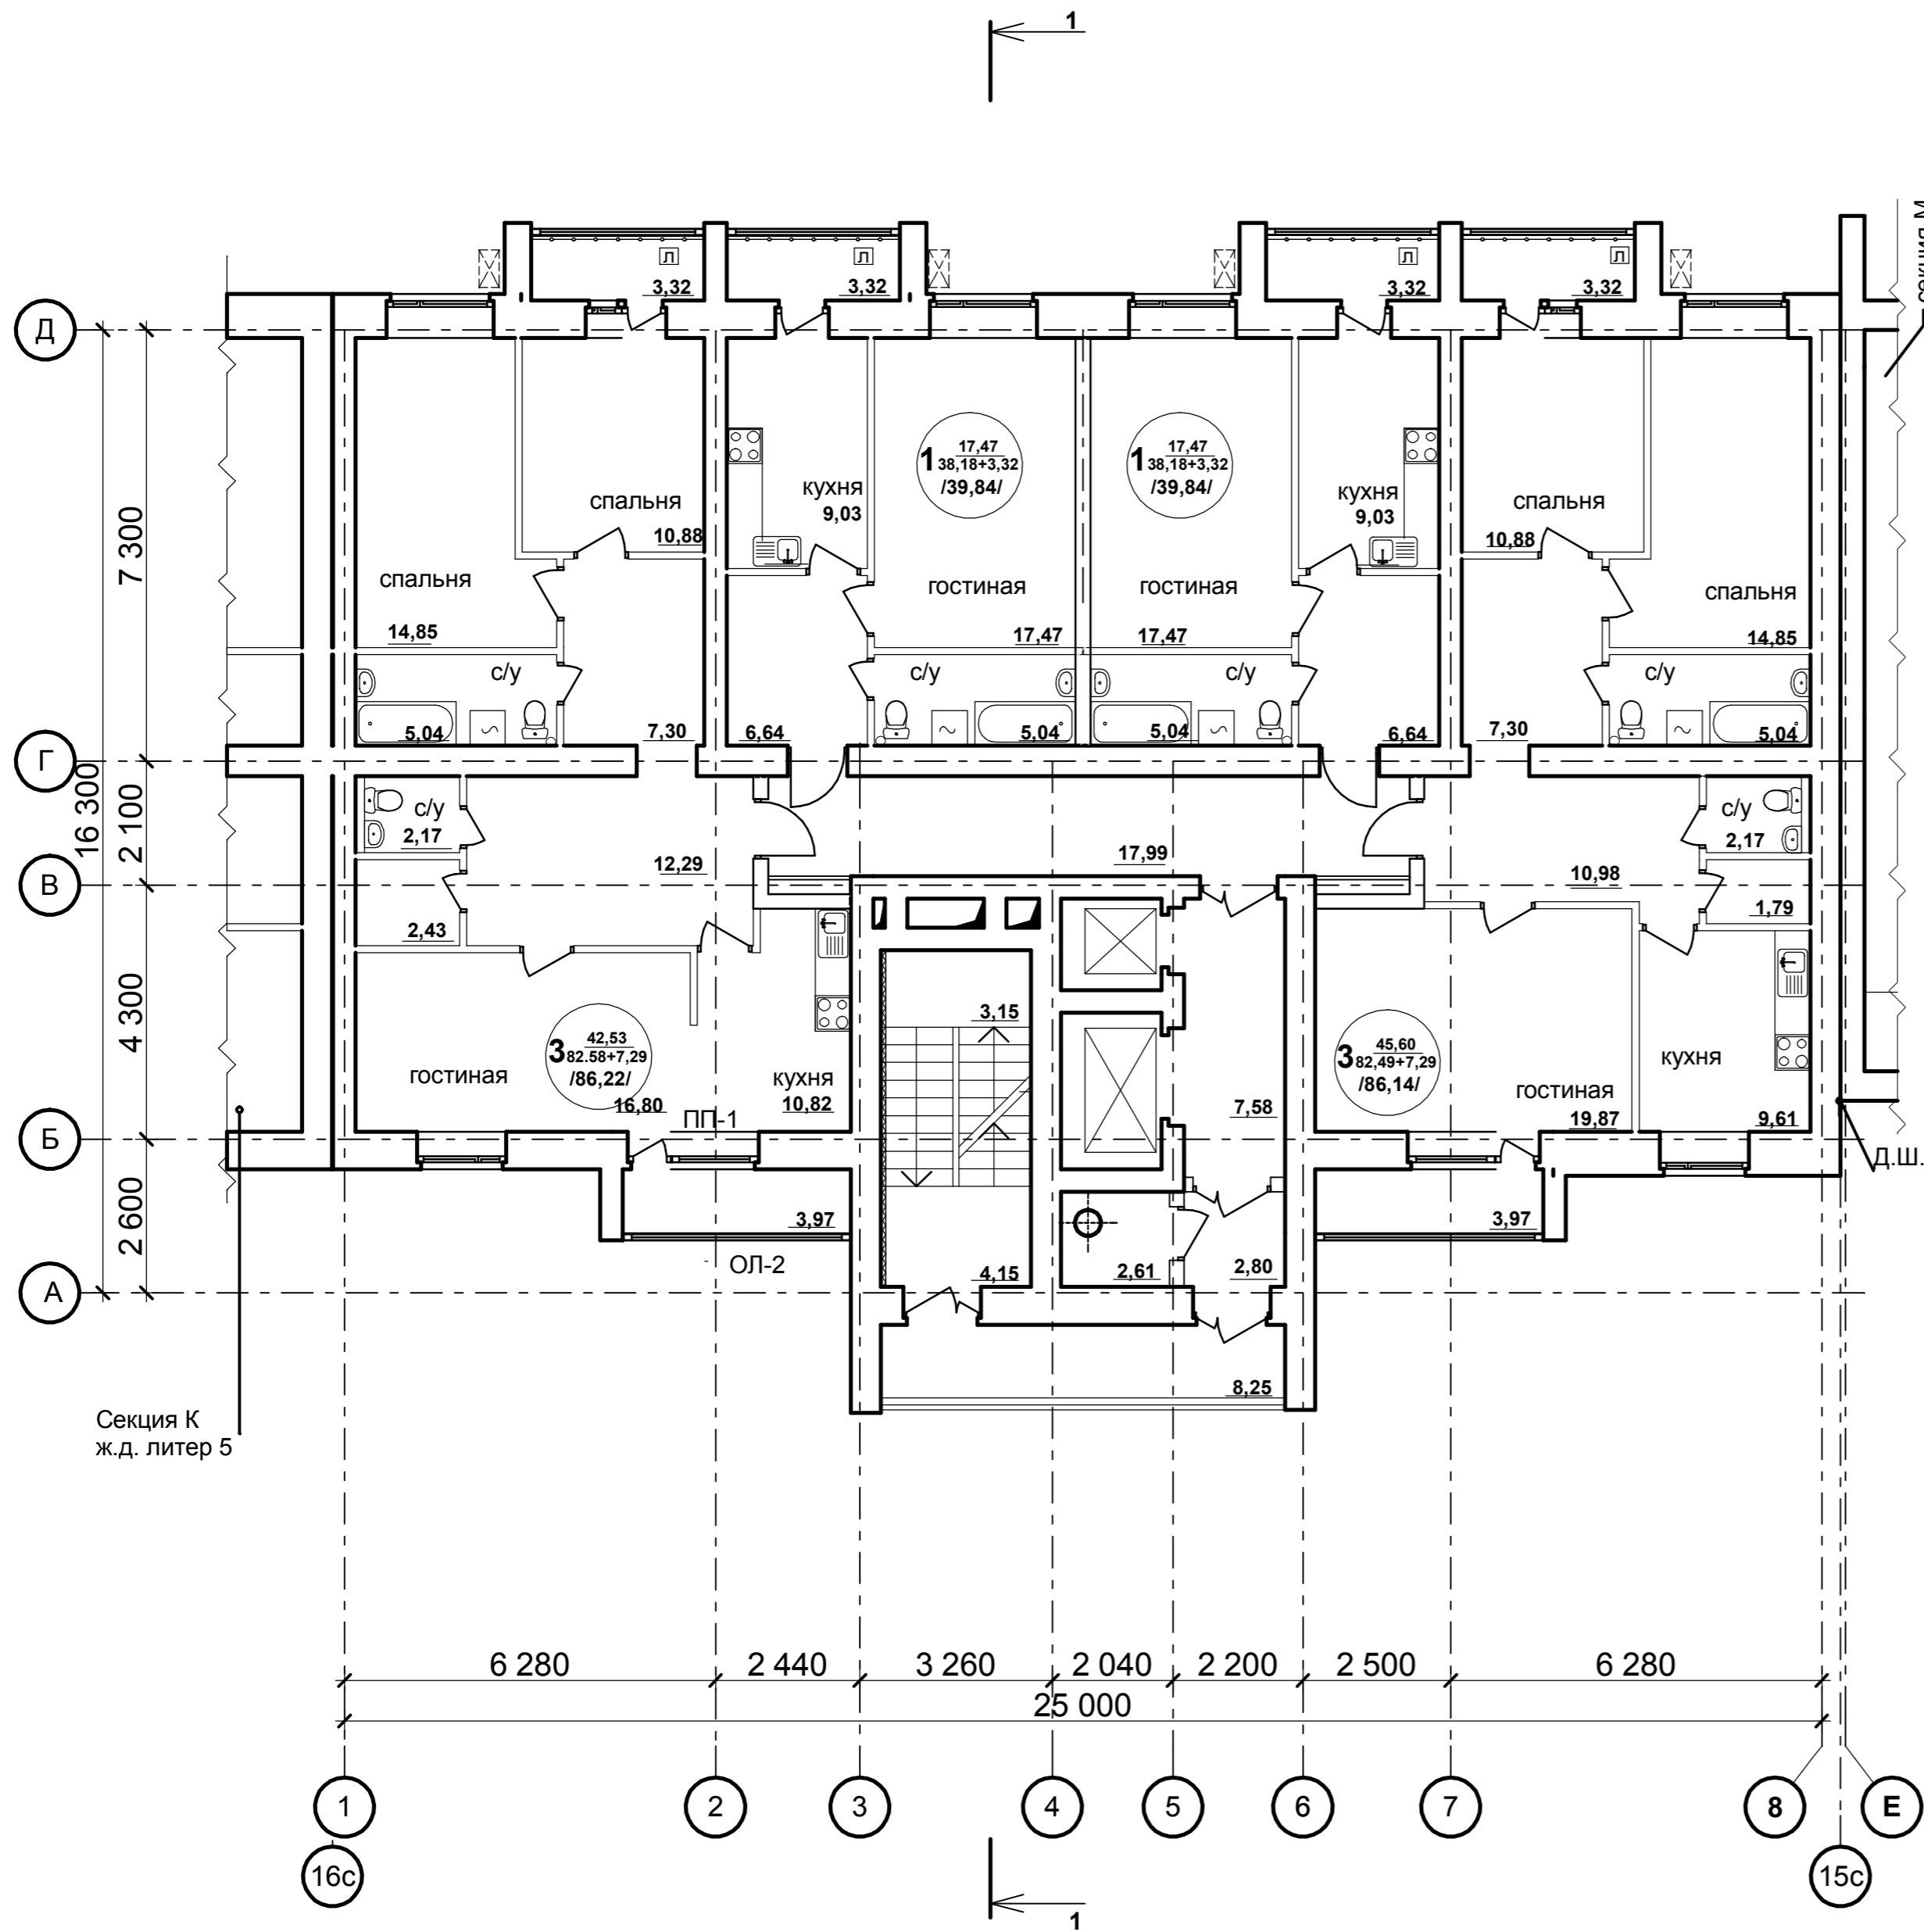 1
секция М
Л
Л
Л
Л
3,32
3,32
3,32
3,32
Д
7 300
1
17,47
38,18+3,32
/39,84/
1
17,47
38,18+3,32
/39,84/
спальня
10,88
кухня
9,03
кухня
9,03
спальня
10,88
спальня
14,85
гостиная
17,47
гостиная
17,47
спальня
14,85
с/у
5,04
7,30
6,64
с/у
5,04
с/у
5,04
6,64
7,30
с/у
5,04
Г
16 300
2 100
с/у
2,17
12,29
17,99
10,98
с/у
2,17
В
2,43
1,79
4 300
3,15
3
42,53
82.58+7,29
/86,22/
3
45,60
82,49+7,29
/86,14/
гостиная
16,80
ПП-1
кухня
10,82
7,58
гостиная
19,87
кухня
9,61
Б
Д.Ш.
2 600
3,97
3,97
ОЛ-2
4,15
2,61
2,80
А
8,25
Секция К
ж.д. литер 5
6 280
2 440
3 260
2 040
2 200
2 500
6 280
25 000
1
2
3
4
5
6
7
8
Е
16с
15с
1